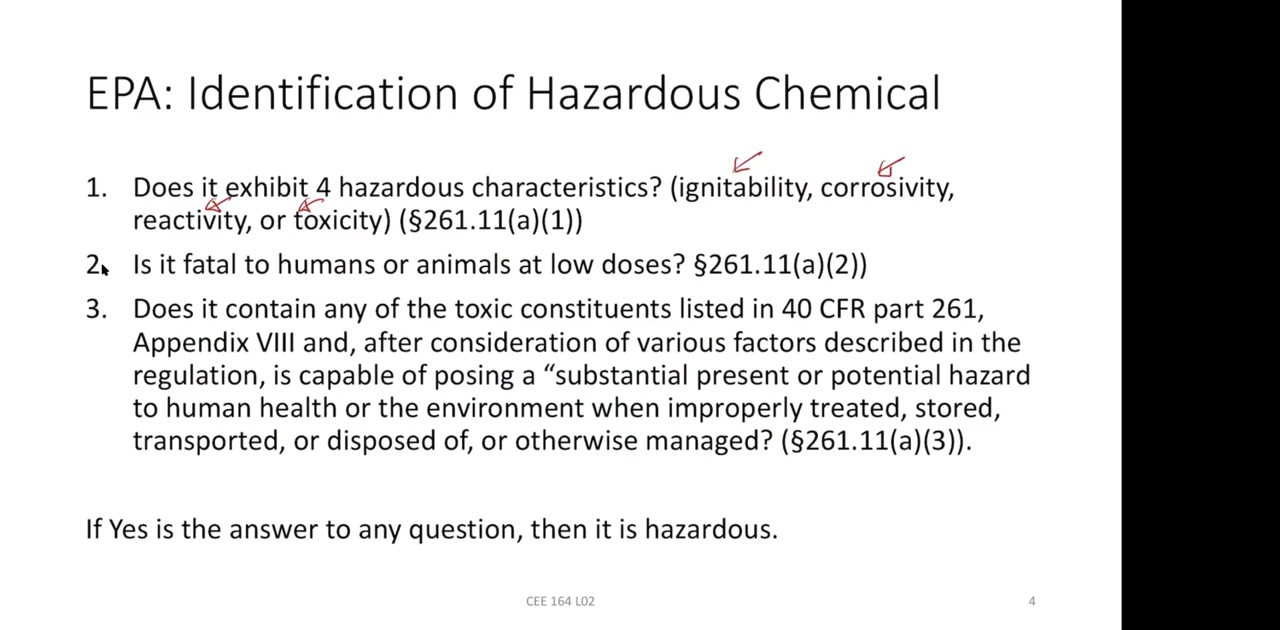 EPA: Identification of Hazardous Chemical
1. Does it exhibit 4 hazardous characteristics? (ignitability, corrosivity,
reactivity, or toxicity) (§261.11(a)(1))
2. Is it fatal to humans or animals at low doses? §261.11(a)(2))
3. Does it contain any of the toxic constituents listed in 40 CFR part 261,
Appendix VIII and, after consideration of various factors described in the
regulation, is capable of posing a “substantial present or potential hazard
to human health or the environment when improperly treated, stored,
transported, or disposed of, or otherwise managed? (§261.11(a)(3)).
If Yes is the answer to any question, then it is hazardous.
CEE 164 L02
4